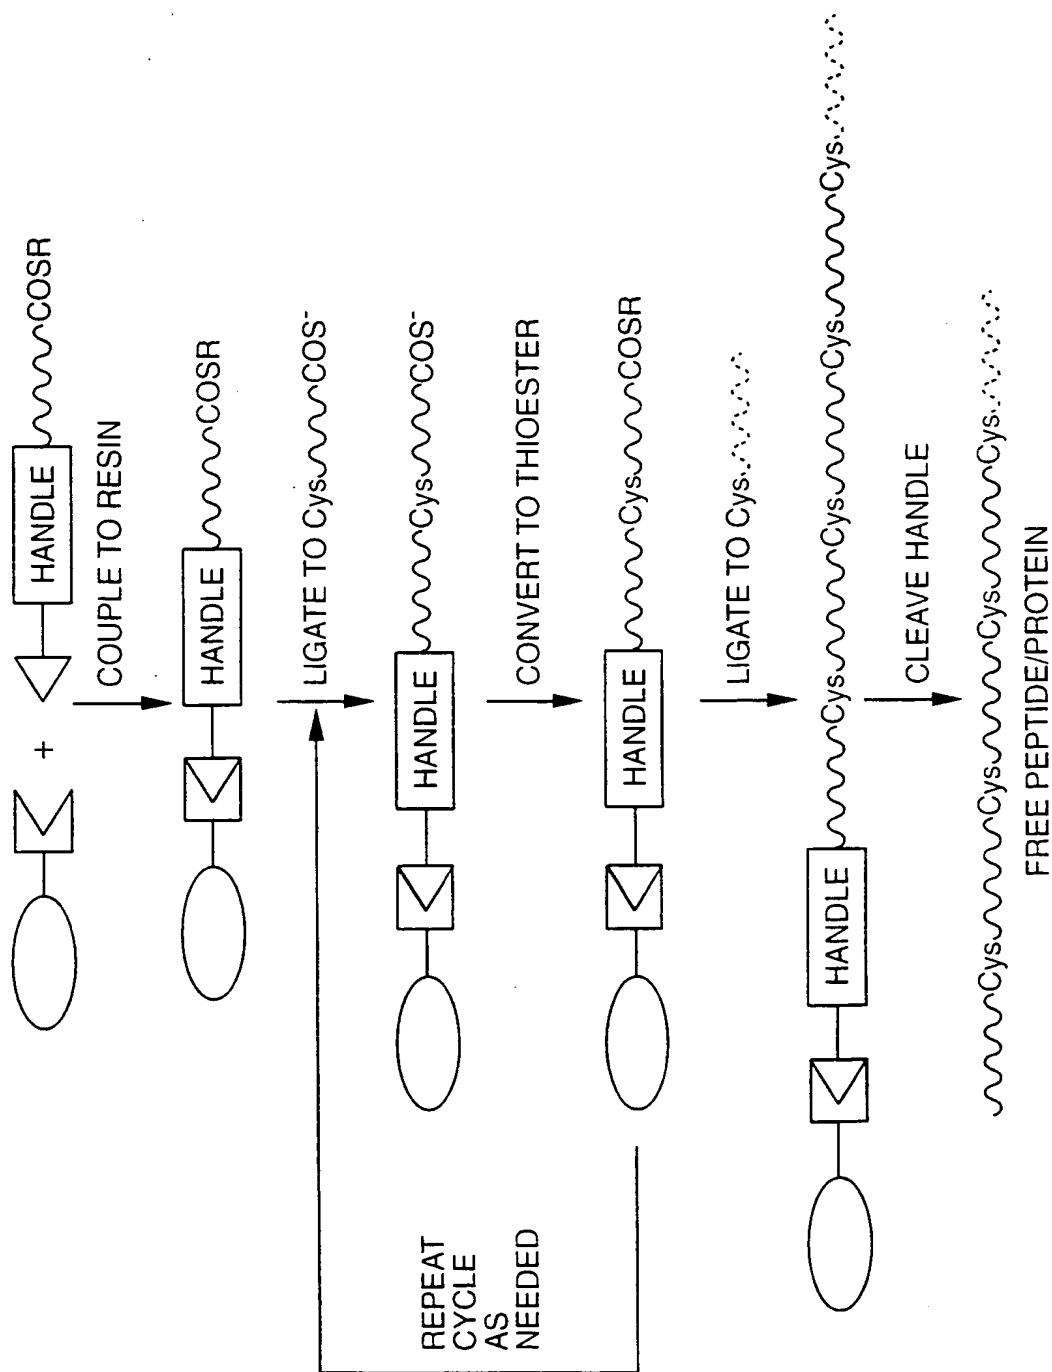 + HANDLE COSR
COUPLE TO RESIN
HANDLE COSR
LIGATE TO Cys COS⁻
HANDLE Cys COS⁻
REPEAT
CYCLE
AS
NEEDED
CONVERT TO THIOESTER
HANDLE Cys COSR
LIGATE TO Cys
HANDLE Cys Cys Cys Cys
CLEAVE HANDLE
Cys Cys Cys Cys
FREE PEPTIDE/PROTEIN